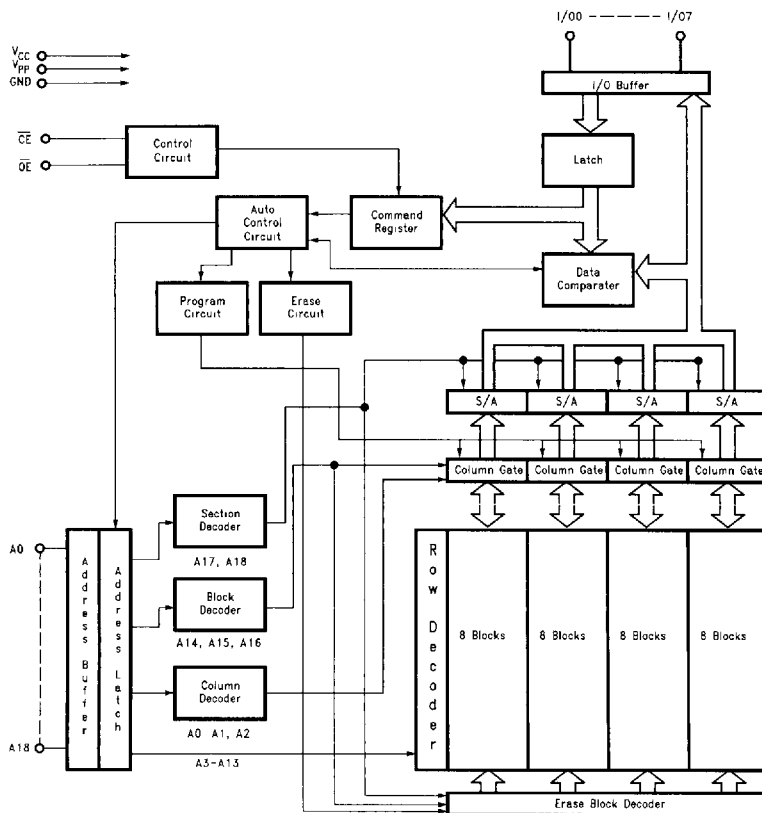 I/O0 — — — — — I/O7
VCC
VPP
GND
I/O Buffer
CE
OE
Control
Circuit
Latch
Auto
Control
Circuit
Command
Register
Data
Comparater
Program
Circuit
Erase
Circuit
S/A S/A S/A S/A
Column Gate Column Gate Column Gate Column Gate
Section
Decoder
A17, A18
A0
Address Buffer
Address Latch
Block
Decoder
A14, A15, A16
Row Decoder
8 Blocks 8 Blocks 8 Blocks 8 Blocks
Column
Decoder
A0 A1, A2
A18
A3-A13
Erase Block Decoder